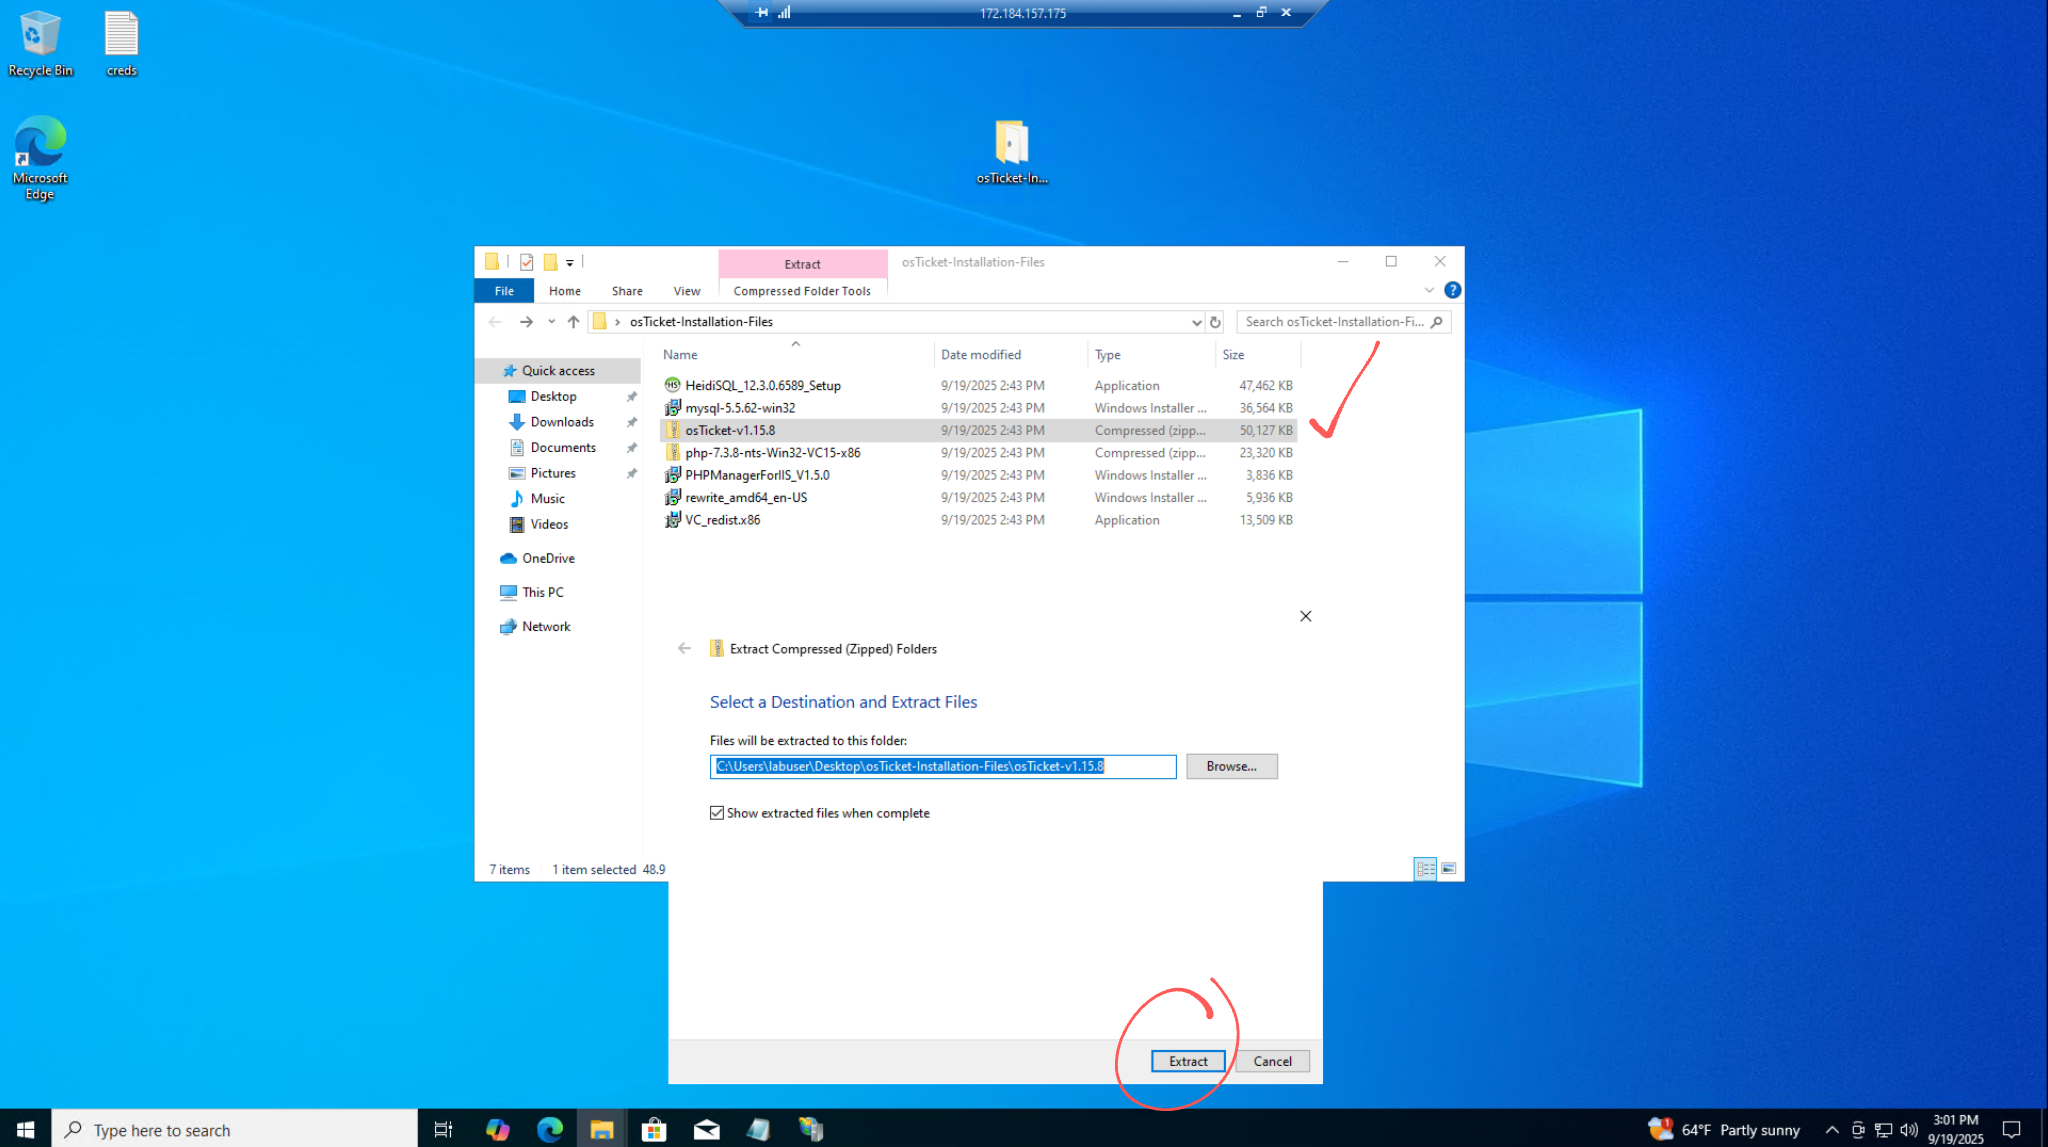 172.184.157.175
Recycle Bin
creds
Microsoft
Edge
osTicket-In...
Extract
osTicket-Installation-Files
File
Home
Share
View
Compressed Folder Tools
osTicket-Installation-Files
Search osTicket-Installation-Fi...
Name
Date modified
Type
Size
Quick access
Desktop
Downloads
Documents
Pictures
Music
Videos
OneDrive
This PC
Network
HeidiSQL_12.3.0.6589_Setup 9/19/2025 2:43 PM Application 47,462 KB
mysql-5.5.62-win32 9/19/2025 2:43 PM Windows Installer ... 36,564 KB
osTicket-v1.15.8 9/19/2025 2:43 PM Compressed (zipp... 50,127 KB
php-7.3.8-nts-Win32-VC15-x86 9/19/2025 2:43 PM Compressed (zipp... 23,320 KB
PHPManagerForIIS_V1.5.0 9/19/2025 2:43 PM Windows Installer ... 3,836 KB
rewrite_amd64_en-US 9/19/2025 2:43 PM Windows Installer ... 5,936 KB
VC_redist.x86 9/19/2025 2:43 PM Application 13,509 KB
Extract Compressed (Zipped) Folders
Select a Destination and Extract Files
Files will be extracted to this folder:
C:\Users\labuser\Desktop\osTicket-Installation-Files\osTicket-v1.15.8
Browse...
Show extracted files when complete
7 items
1 item selected 48.9
Extract
Cancel
Type here to search
64°F Partly sunny
3:01 PM
9/19/2025